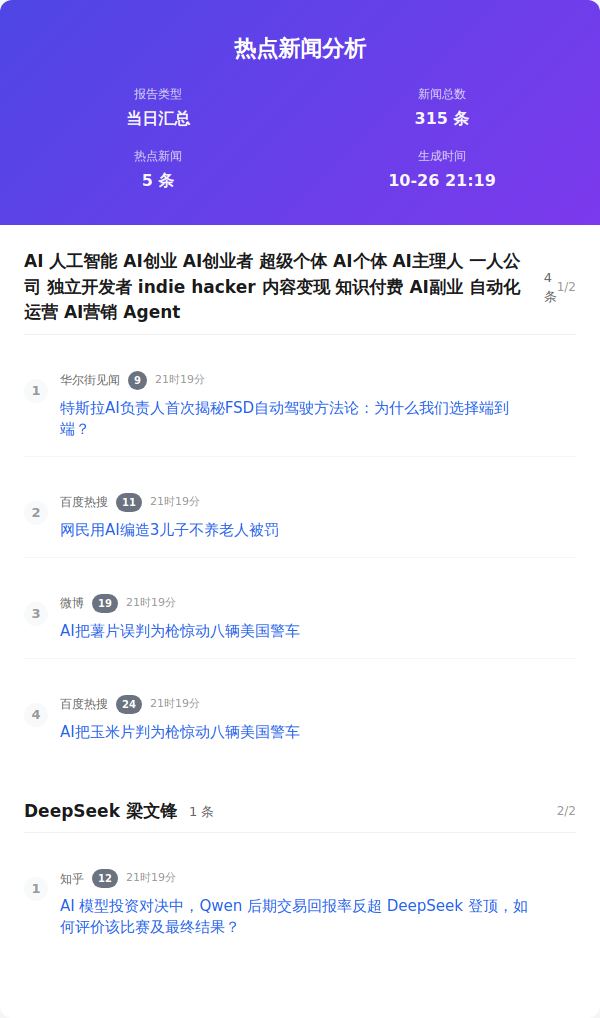 热点新闻分析
报告类型
当日汇总
新闻总数
315 条
热点新闻
5 条
生成时间
10-26 21:19
AI 人工智能 AI创业 AI创业者 超级个体 AI个体 AI主理人 一人公
司 独立开发者 indie hacker 内容变现 知识付费 AI副业 自动化
运营 AI营销 Agent
4
条
1/2
1
华尔街见闻 9 21时19分
特斯拉AI负责人首次揭秘FSD自动驾驶方法论：为什么我们选择端到
端？
2
百度热搜 11 21时19分
网民用AI编造3儿子不养老人被罚
3
微博 19 21时19分
AI把薯片误判为枪惊动八辆美国警车
4
百度热搜 24 21时19分
AI把玉米片判为枪惊动八辆美国警车
DeepSeek 梁文锋 1 条 2/2
1
知乎 12 21时19分
AI 模型投资对决中，Qwen 后期交易回报率反超 DeepSeek 登顶，如
何评价该比赛及最终结果？